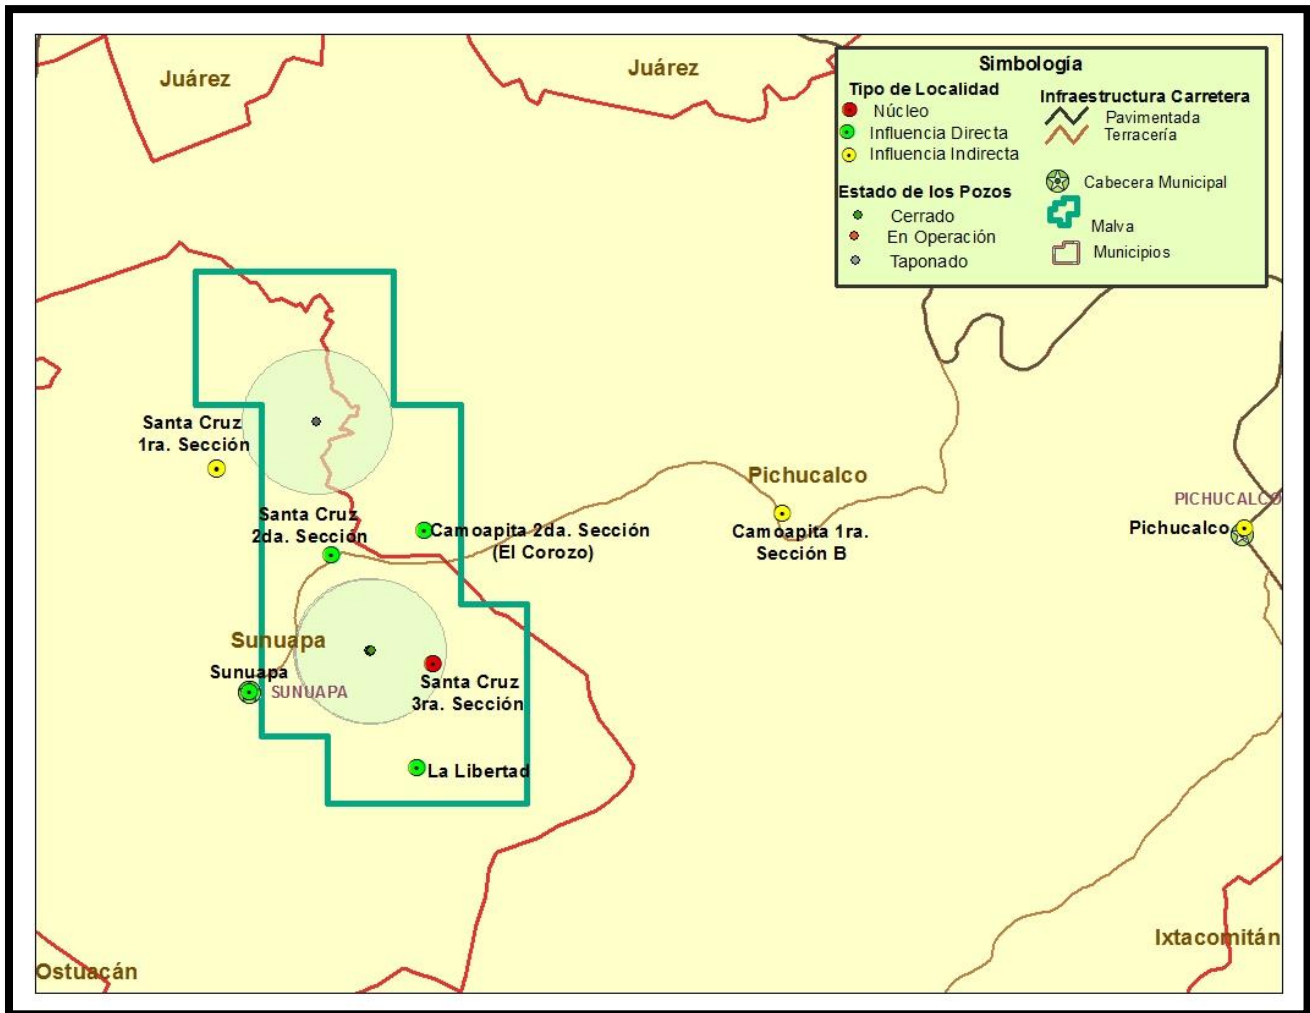 Juárez
Juárez
Simbología
Tipo de Localidad
Núcleo
Influencia Directa
Influencia Indirecta
Estado de los Pozos
Cerrado
En Operación
Taponado
Infraestructura Carretera
Pavimentada
Terracería
Cabecera Municipal
Malva
Municipios
Santa Cruz
1ra. Sección
Santa Cruz
2da. Sección
Camoapita 2da. Sección
(El Corozo)
Pichucalco
Camoapita 1ra.
Sección B
PICHUCALCO
Pichucalco
Sunuapa
Sunuapa
SUNUAPA
Santa Cruz
3ra. Sección
La Libertad
Ostuacán
Ixtacomitán